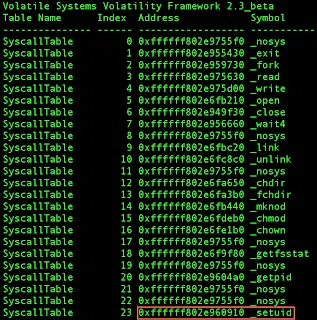 Volatile Systems Volatility Framework 2.3_beta
Table Name Index Address Symbol
--------------- ------ ------------------ ------------
SyscallTable 0 0xffffff802e9755f0 _nosys
SyscallTable 1 0xffffff802e955430 _exit
SyscallTable 2 0xffffff802e959730 _fork
SyscallTable 3 0xffffff802e975630 _read
SyscallTable 4 0xffffff802e975d00 _write
SyscallTable 5 0xffffff802e6fb210 _open
SyscallTable 6 0xffffff802e949f30 _close
SyscallTable 7 0xffffff802e956660 _wait4
SyscallTable 8 0xffffff802e9755f0 _nosys
SyscallTable 9 0xffffff802e6fbc20 _link
SyscallTable 10 0xffffff802e6fc8c0 _unlink
SyscallTable 11 0xffffff802e9755f0 _nosys
SyscallTable 12 0xffffff802e6fa650 _chdir
SyscallTable 13 0xffffff802e6fa3b0 _fchdir
SyscallTable 14 0xffffff802e6fb440 _mknod
SyscallTable 15 0xffffff802e6fdeb0 _chmod
SyscallTable 16 0xffffff802e6fe1b0 _chown
SyscallTable 17 0xffffff802e9755f0 _nosys
SyscallTable 18 0xffffff802e6f9f80 _getfsstat
SyscallTable 19 0xffffff802e9755f0 _nosys
SyscallTable 20 0xffffff802e9604a0 _getpid
SyscallTable 21 0xffffff802e9755f0 _nosys
SyscallTable 22 0xffffff802e9755f0 _nosys
SyscallTable 23 0xffffff802e960910 _setuid